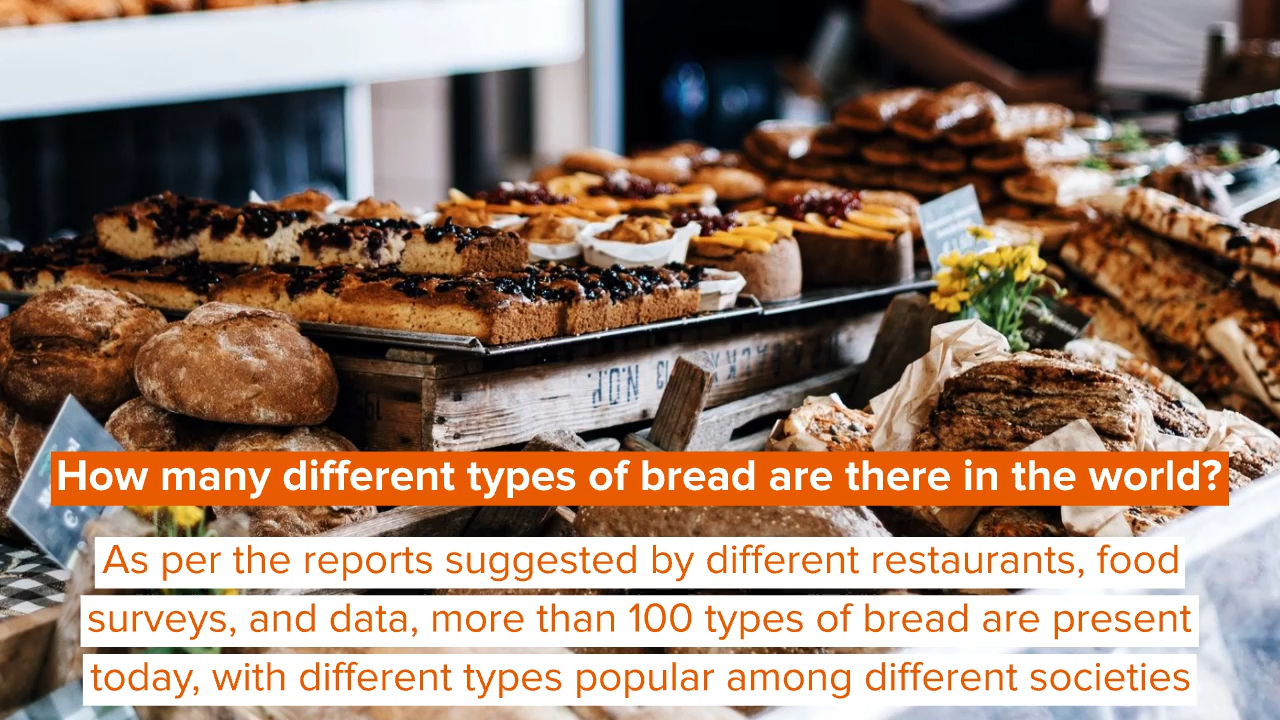 How many different types of bread are there in the world?
As per the reports suggested by different restaurants, food
surveys, and data, more than 100 types of bread are present
today, with different types popular among different societies
N.O.P.